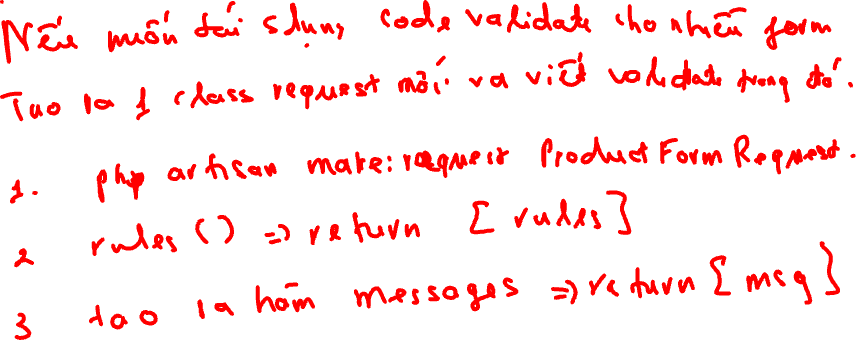 Nếu muốn tái sdụng code validate cho nhiều form
Tạo ra 1 class request mới và viết validate trong đó.
1. php artisan make:request ProductFormRequest.
2 rules () => return [ rules ]
3 tạo ra hàm messages => return [ msg ]